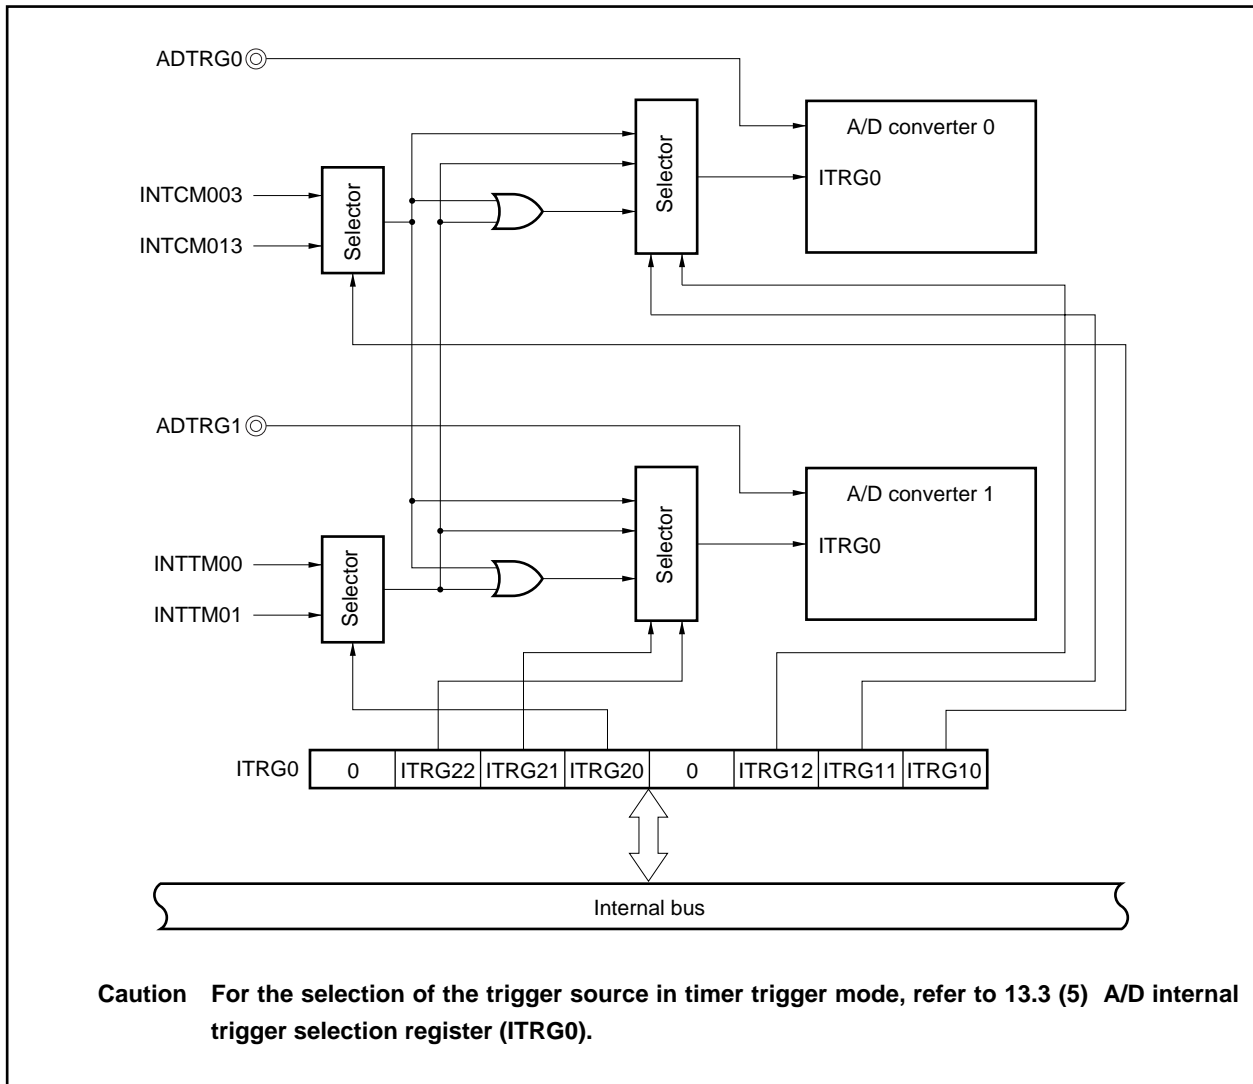 ADTRG0
A/D converter 0
Selector
ITRG0
INTCM003
Selector
INTCM013
ADTRG1
A/D converter 1
Selector
ITRG0
INTTM00
Selector
INTTM01
ITRG0 0 ITRG22 ITRG21 ITRG20 0 ITRG12 ITRG11 ITRG10
Internal bus
Caution For the selection of the trigger source in timer trigger mode, refer to 13.3 (5) A/D internal
trigger selection register (ITRG0).